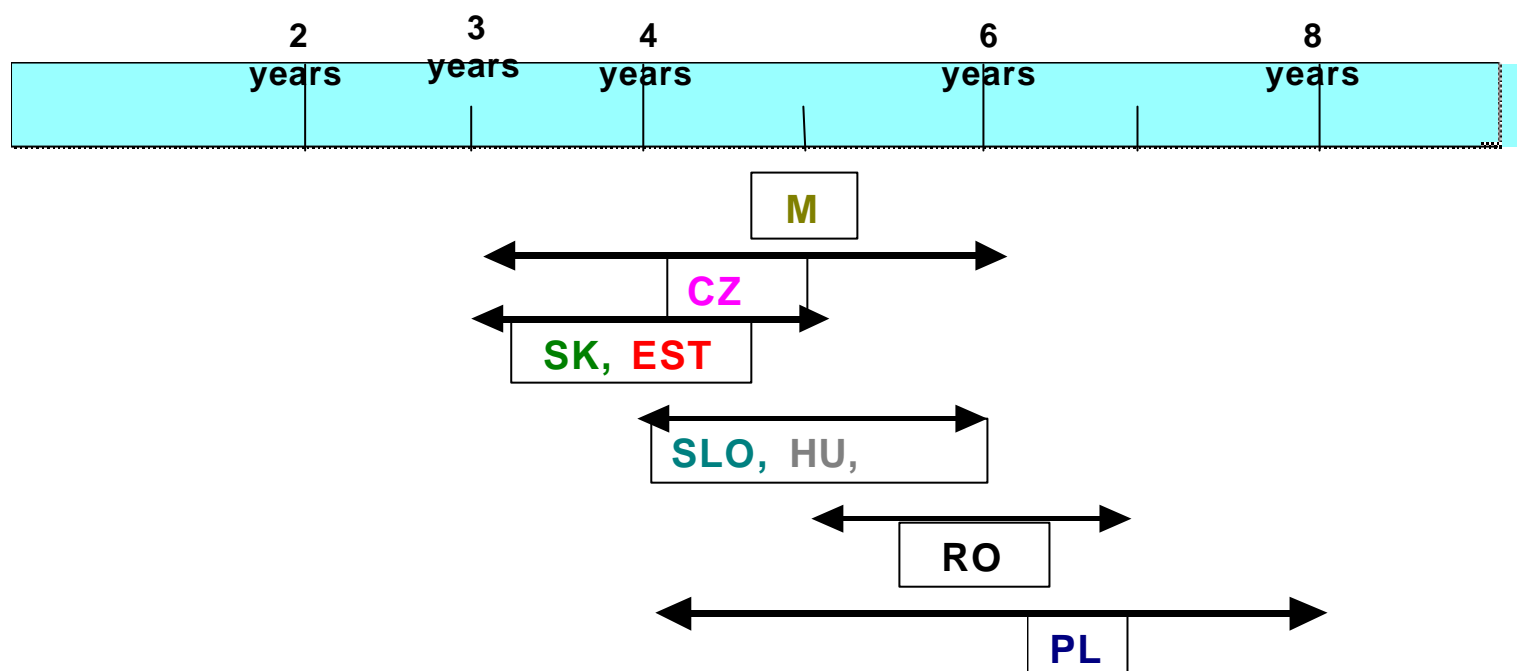 2 years
3 years
4 years
6 years
8 years
M
CZ
SK, EST
SLO, HU,
RO
PL